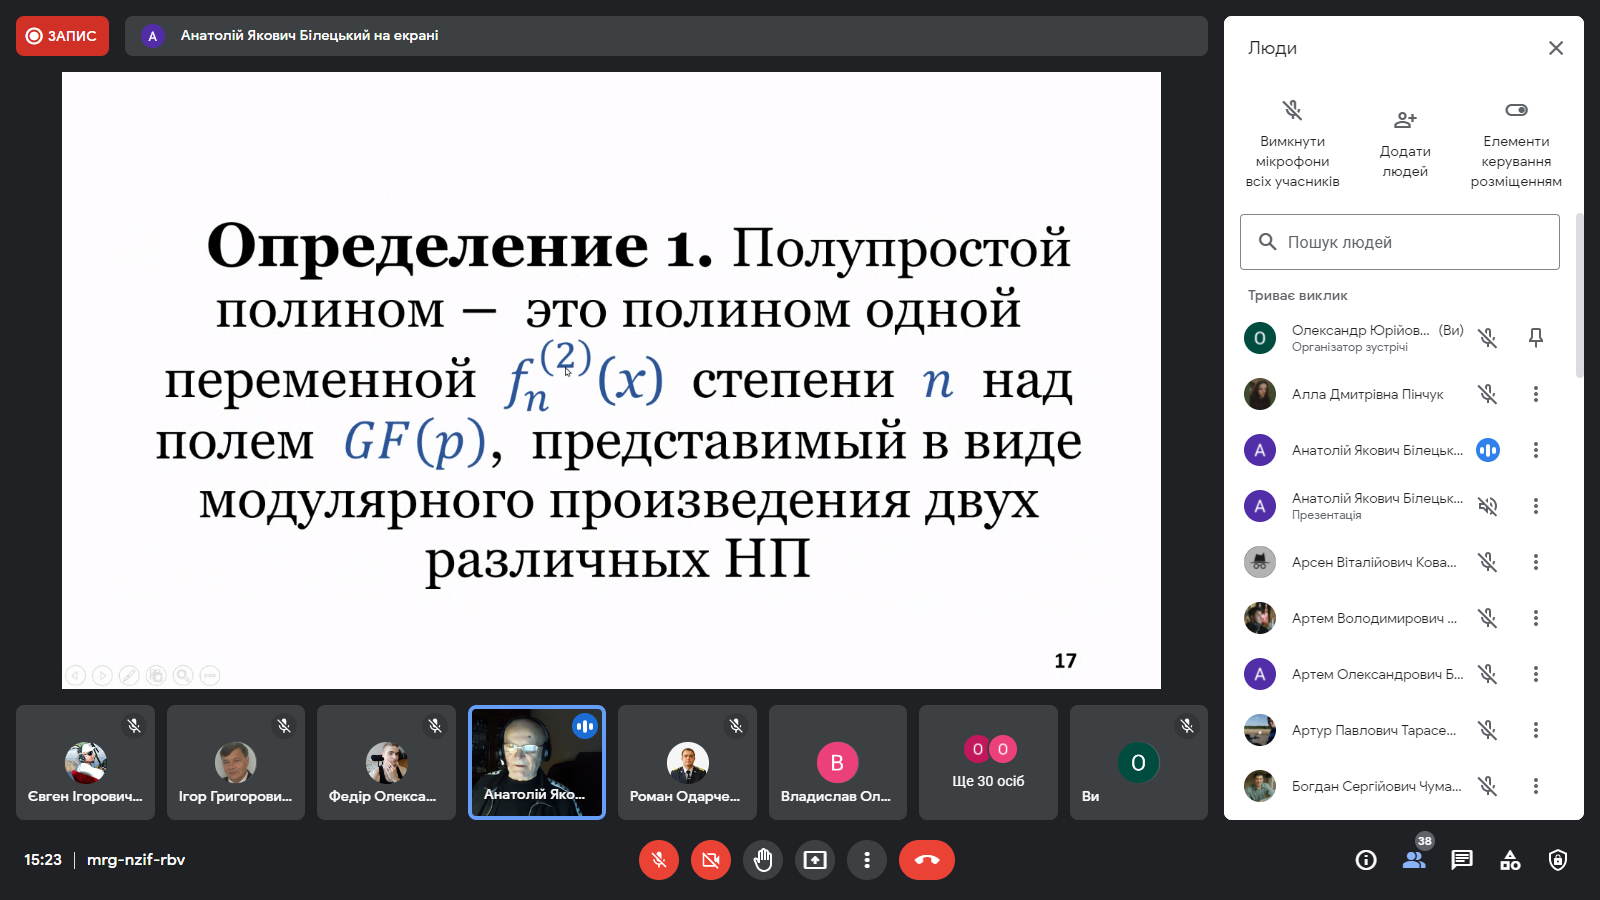 ЗАПИС
А
Анатолій Якович Білецький на екрані
Определение 1. Полупростой
полином — это полином одной
переменной fₙ⁽²⁾(x) степени n над
полем GF(p), представимый в виде
модулярного произведения двух
различных НП
17
Євген Ігорович...
Ігор Григорови...
Федір Олекса...
Анатолій Яко...
Роман Одарче...
В
Владислав Ол...
О О
Ще 30 осіб
О
Ви
15:23 | mrg-nzif-rbv
38
Люди
Вимкнути
мікрофони
всіх учасників
Додати
людей
Елементи
керування
розміщенням
Пошук людей
Триває виклик
О
Олександр Юрійов... (Ви)
Організатор зустрічі
Алла Дмитрівна Пінчук
А
Анатолій Якович Білецьк...
А
Анатолій Якович Білецьк...
Презентація
Арсен Віталійович Кова...
Артем Володимирович ...
А
Артем Олександрович Б...
Артур Павлович Тарасе...
Богдан Сергійович Чума...